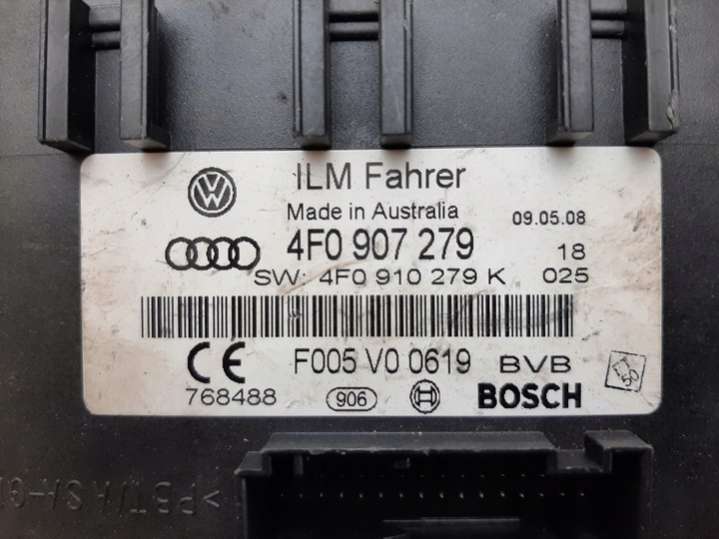 ILM Fahrer
Made in Australia 09.05.08
4F0 907 279 18
SW: 4F0 910 279 K 025
CE F005 V0 0619 BVB
768488 906 BOSCH